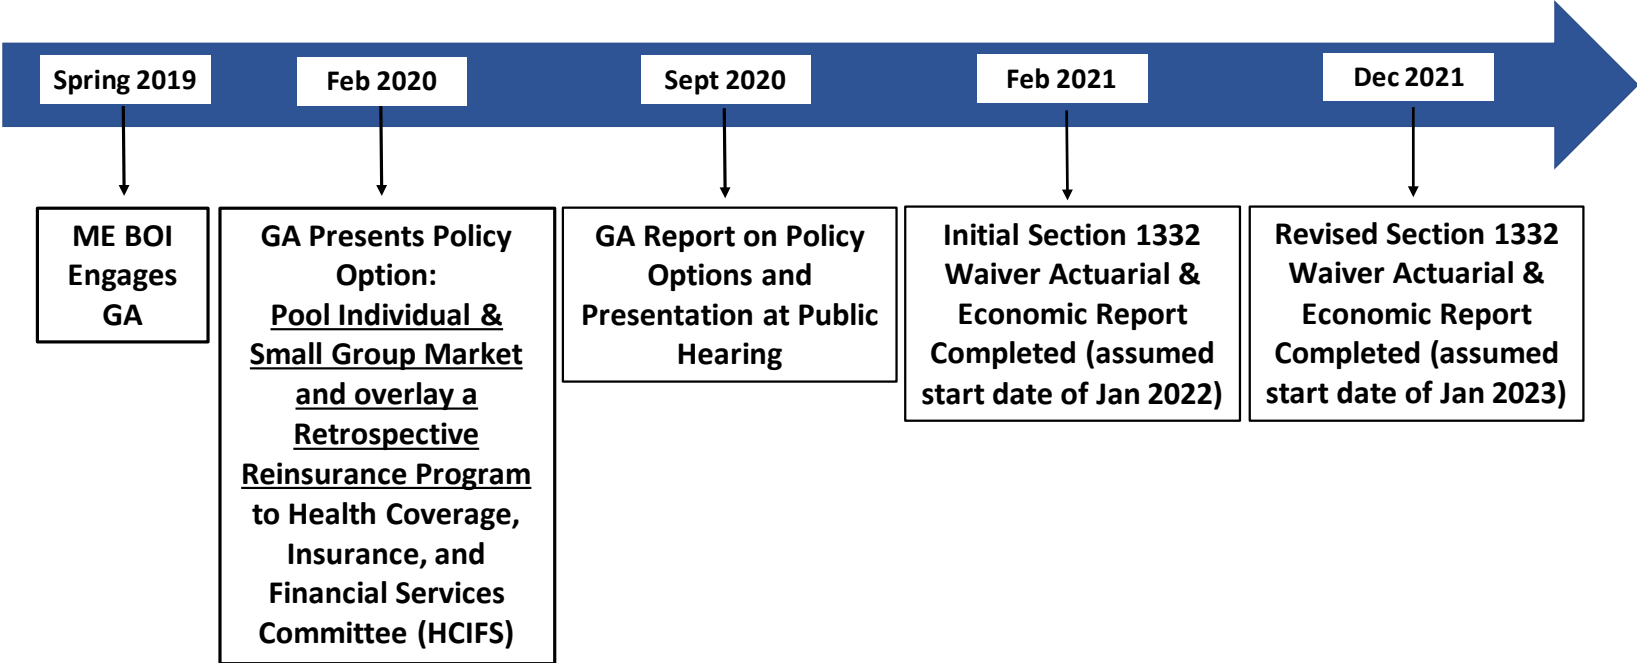 Spring 2019
Feb 2020
Sept 2020
Feb 2021
Dec 2021
ME BOI
Engages
GA
GA Presents Policy
Option:
Pool Individual &
Small Group Market
and overlay a
Retrospective
Reinsurance Program
to Health Coverage,
Insurance, and
Financial Services
Committee (HCIFS)
GA Report on Policy
Options and
Presentation at Public
Hearing
Initial Section 1332
Waiver Actuarial &
Economic Report
Completed (assumed
start date of Jan 2022)
Revised Section 1332
Waiver Actuarial &
Economic Report
Completed (assumed
start date of Jan 2023)